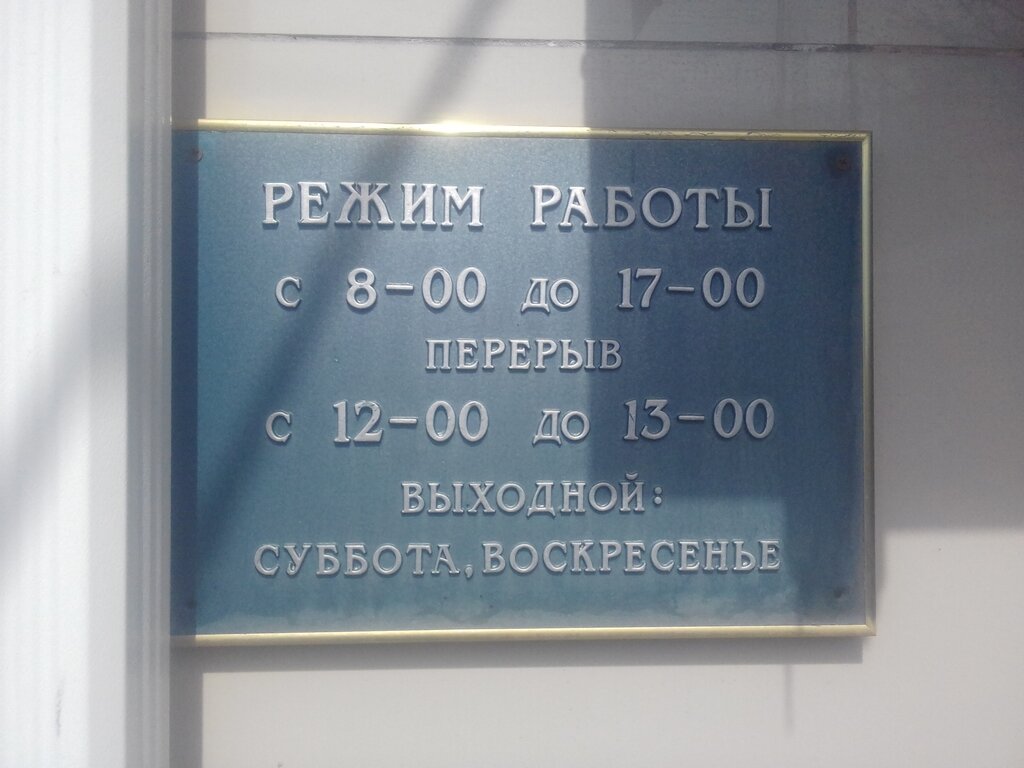 РЕЖИМ РАБОТЫ
с 8-00 до 17-00
ПЕРЕРЫВ
с 12-00 до 13-00
ВЫХОДНОЙ:
СУББОТА, ВОСКРЕСЕНЬЕ